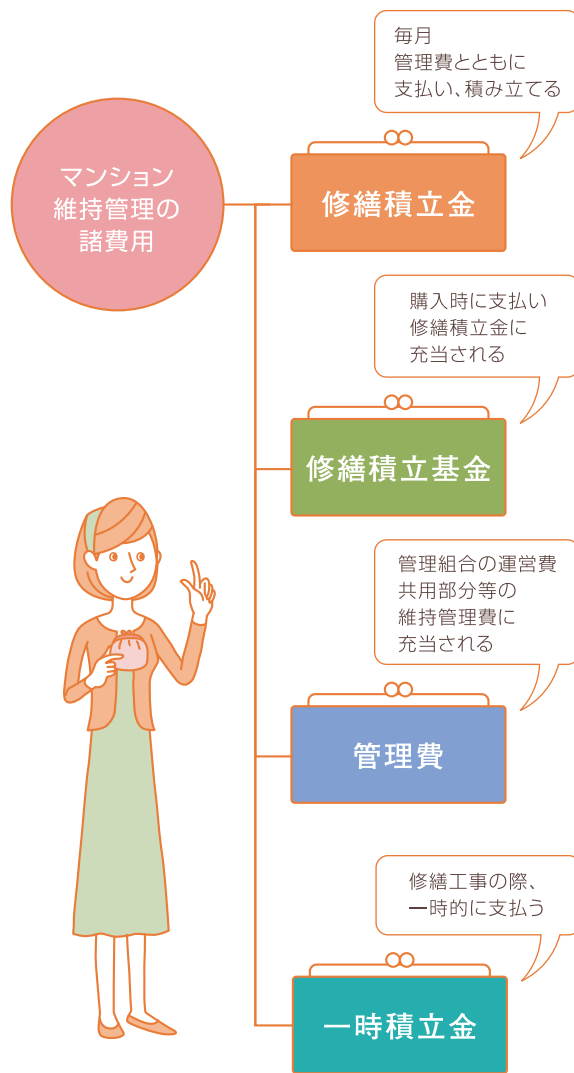 マンション
維持管理の
諸費用
毎月
管理費とともに
支払い、積み立てる
修繕積立金
購入時に支払い
修繕積立金に
充当される
修繕積立基金
管理組合の運営費
共用部分等の
維持管理費に
充当される
管理費
修繕工事の際、
一時的に支払う
一時積立金